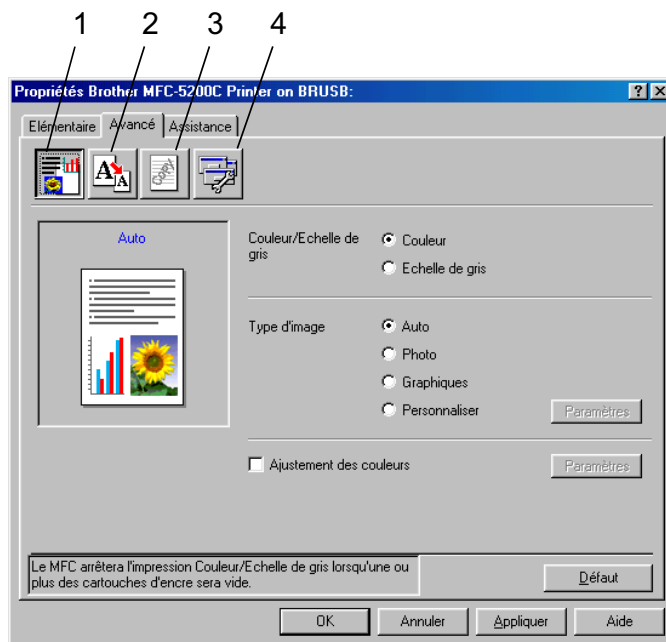 1 2 3 4
Propriétés Brother MFC-5200C Printer on BRUSB:
Elémentaire Avancé Assistance
A A COPY
Auto
Couleur/Echelle de gris
Couleur
Echelle de gris
Type d'image
Auto
Photo
Graphiques
Personnaliser
Paramètres
Ajustement des couleurs
Paramètres
Le MFC arrêtera l'impression Couleur/Echelle de gris lorsqu'une ou
plus des cartouches d'encre sera vide.
Défaut
OK Annuler Appliquer Aide